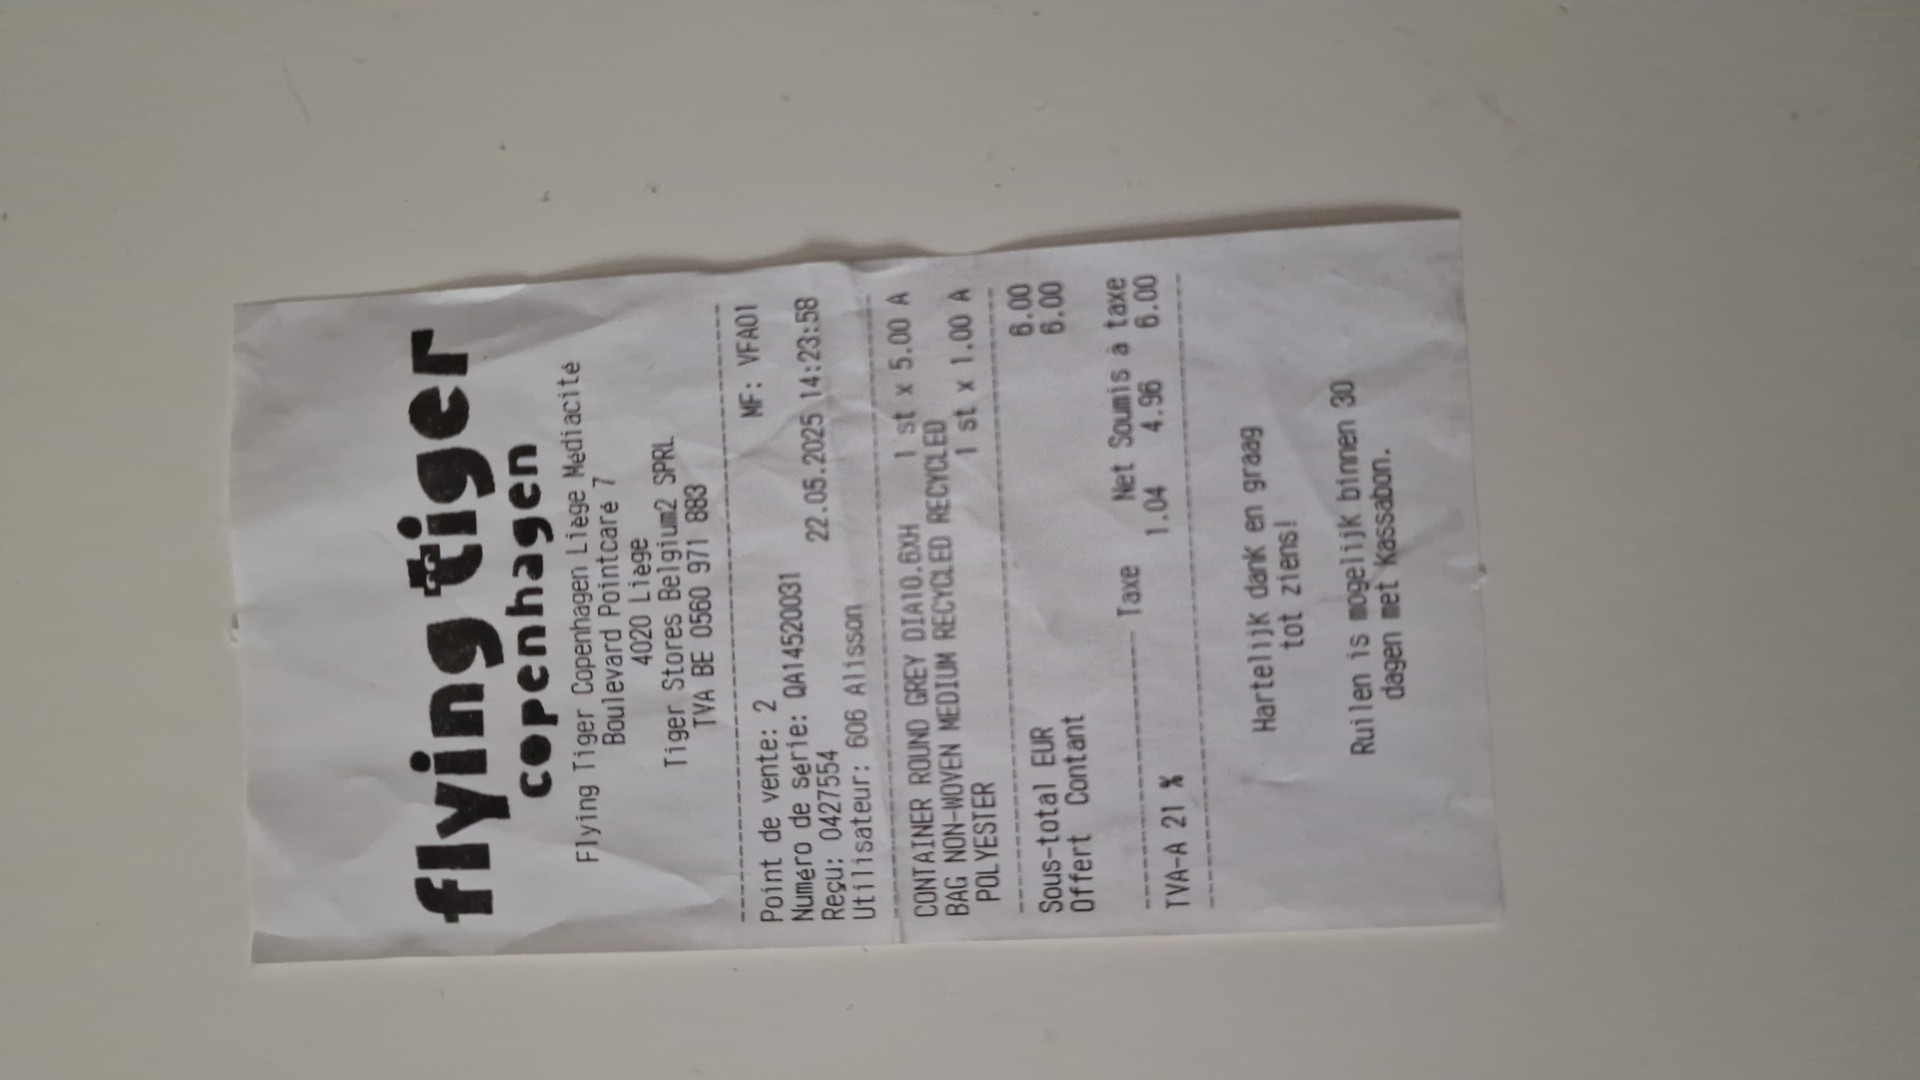 flying tiger
copenhagen
Flying Tiger Copenhagen Liège Médiacité
Boulevard Pointcaré 7
4020 Liège
Tiger Stores Belgium2 SPRL
TVA BE 0560 971 883
Point de vente: 2 MF: VFA01
Numéro de série: QA14520031
Reçu: 0427554 22.05.2025 14:23:58
Utilisateur: 606 Alisson
CONTAINER ROUND GREY DIA10.6XH 1 st x 5.00 A
BAG NON-WOVEN MEDIUM RECYCLED RECYCLED
POLYESTER 1 st x 1.00 A
Sous-total EUR 6.00
Offert Contant 6.00
Taxe Net Soumis à taxe
TVA-A 21 % 1.04 4.96 6.00
Hartelijk dank en graag
tot ziens!
Ruilen is mogelijk binnen 30
dagen met Kassabon.